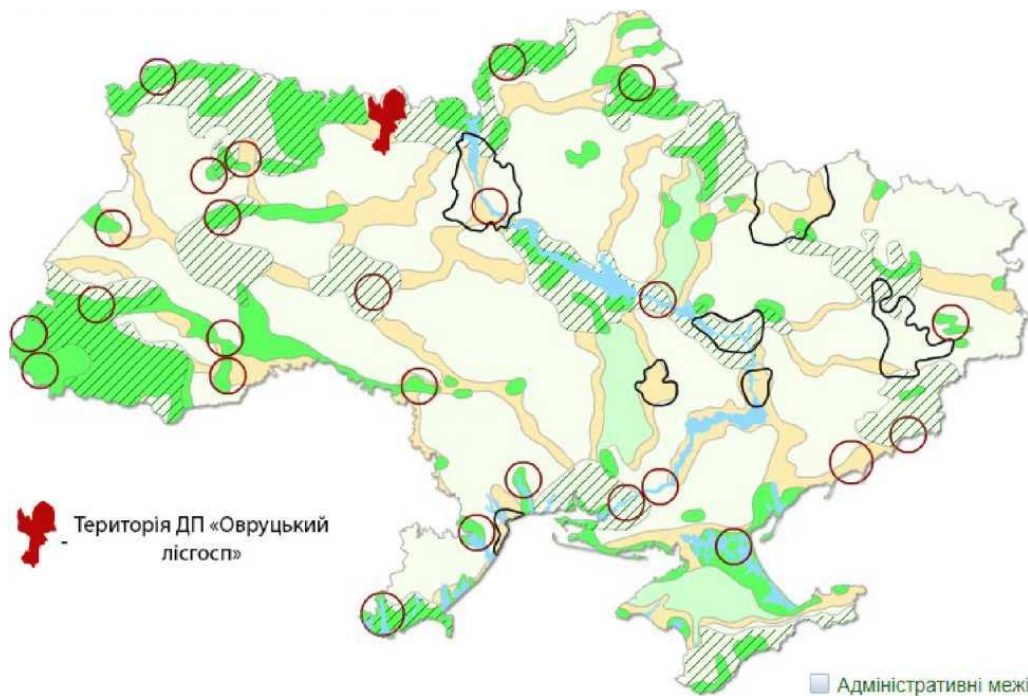 Територія ДП «Овруцький
- лісгосп»
Адміністративні межі